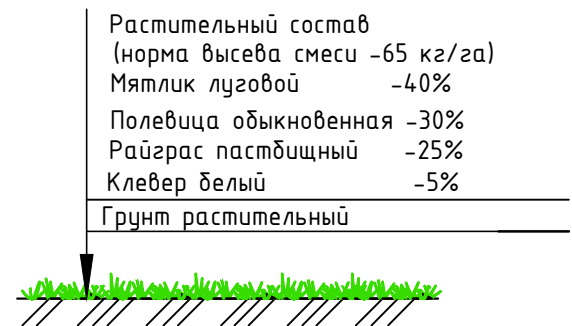 Растительный состав
(норма высева смеси -65 кг/га)
Мятлик луговой -40%
Полевица обыкновенная -30%
Райграс пастбищный -25%
Клевер белый -5%
Грунт растительный